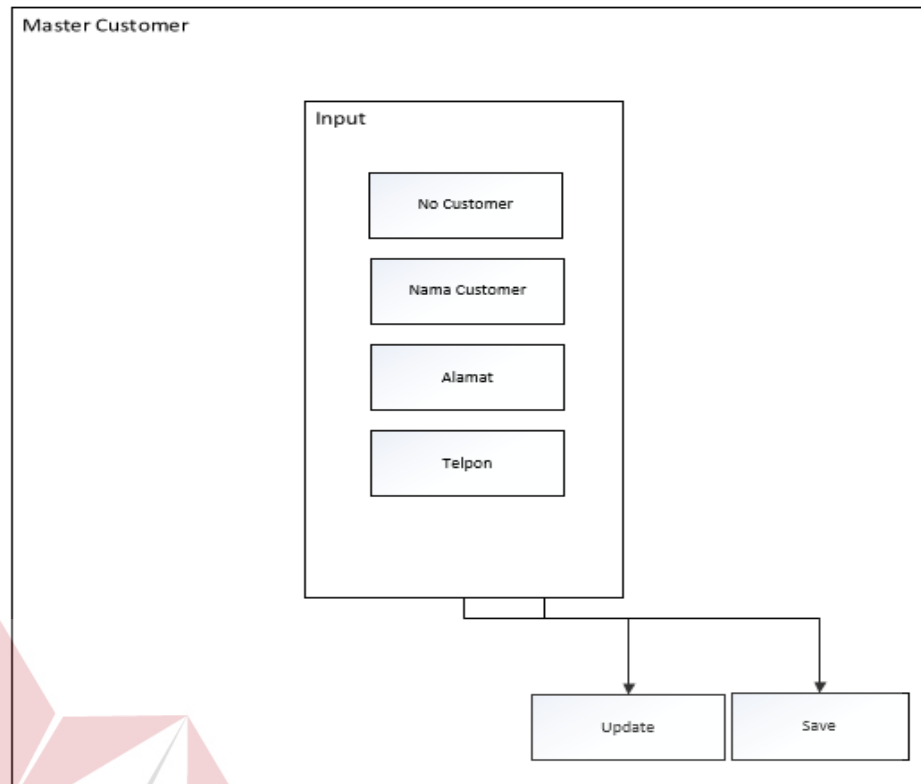 Master Customer
Input
No Customer
Nama Customer
Alamat
Telpon
Update
Save